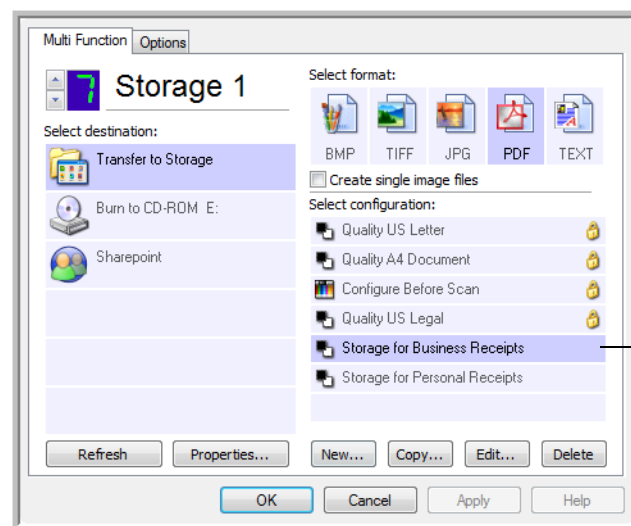 Multi Function Options
7 Storage 1
Select destination:
Transfer to Storage
Burn to CD-ROM E:
Sharepoint
Refresh Properties...
Select format:
BMP TIFF JPG PDF TEXT
Create single image files
Select configuration:
Quality US Letter
Quality A4 Document
Configure Before Scan
Quality US Legal
Storage for Business Receipts
Storage for Personal Receipts
New... Copy... Edit... Delete
OK Cancel Apply Help